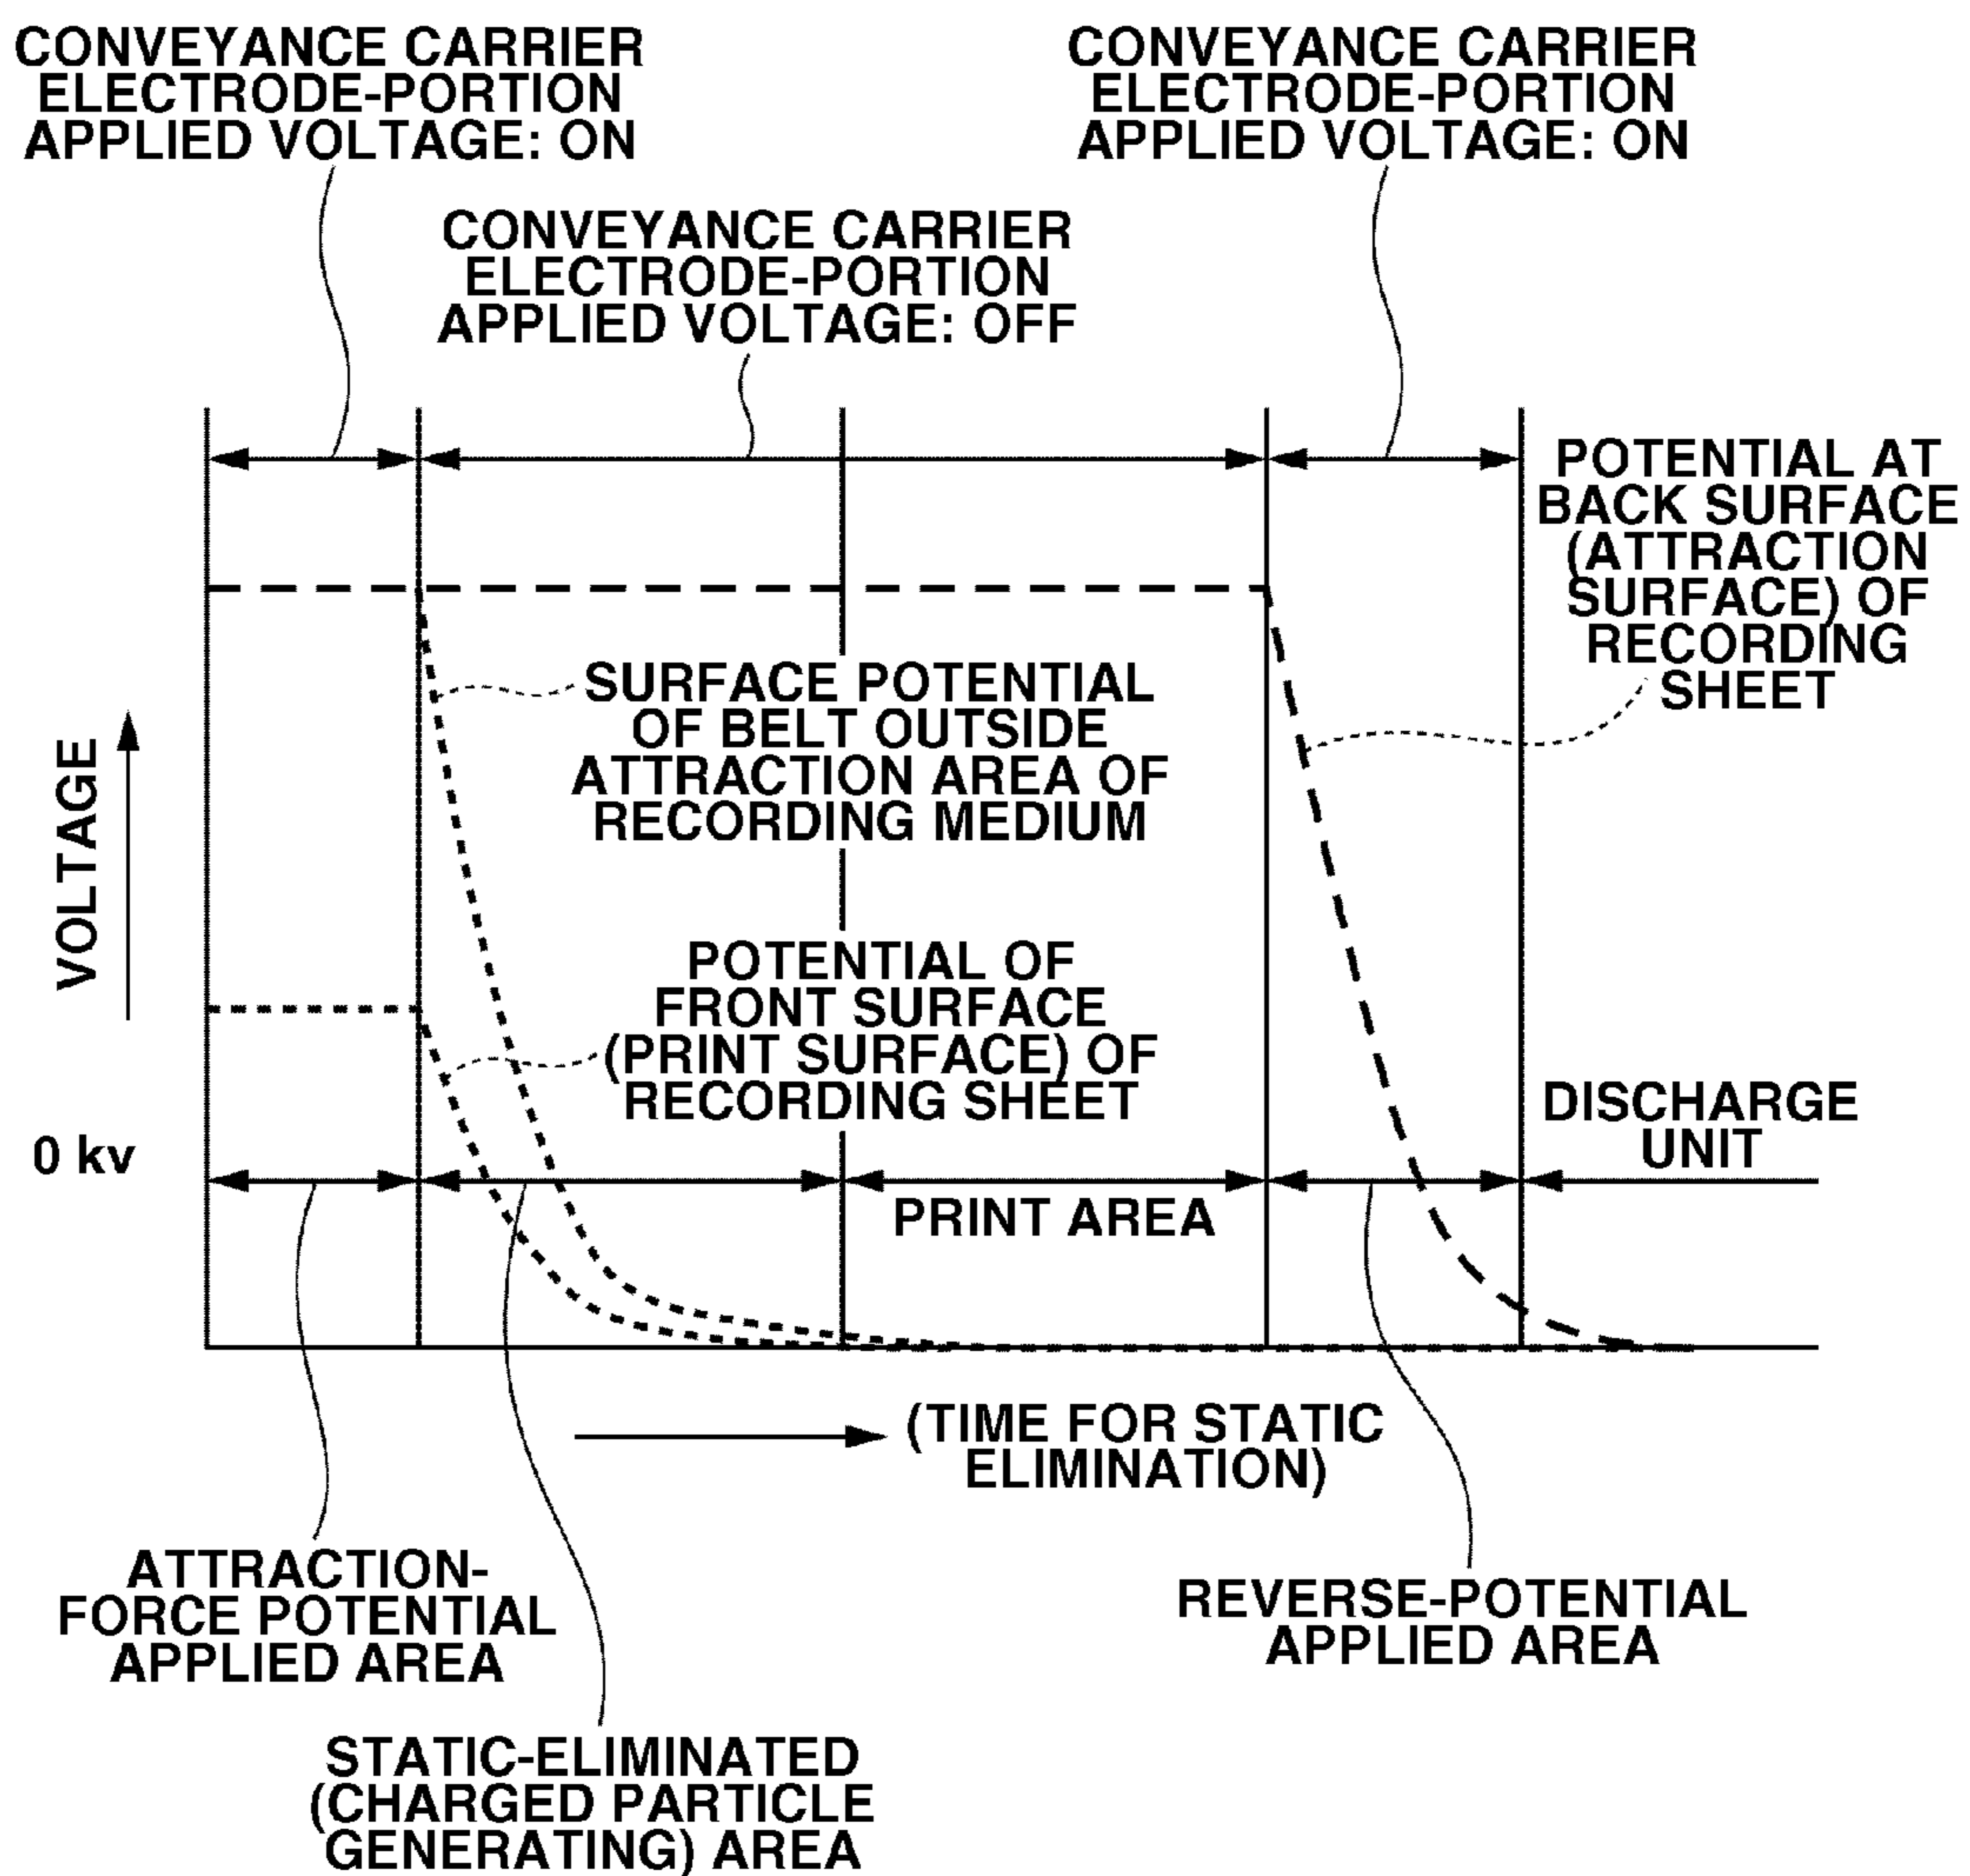 CONVEYANCE CARRIER
ELECTRODE-PORTION
APPLIED VOLTAGE: ON
CONVEYANCE CARRIER
ELECTRODE-PORTION
APPLIED VOLTAGE: ON
CONVEYANCE CARRIER
ELECTRODE-PORTION
APPLIED VOLTAGE: OFF
POTENTIAL AT
BACK SURFACE
(ATTRACTION
SURFACE) OF
RECORDING
SHEET
SURFACE POTENTIAL
OF BELT OUTSIDE
ATTRACTION AREA OF
RECORDING MEDIUM
VOLTAGE
POTENTIAL OF
FRONT SURFACE
(PRINT SURFACE) OF
RECORDING SHEET
0 kv
DISCHARGE
UNIT
PRINT AREA
(TIME FOR STATIC
ELIMINATION)
ATTRACTION-
FORCE POTENTIAL
APPLIED AREA
REVERSE-POTENTIAL
APPLIED AREA
STATIC-ELIMINATED
(CHARGED PARTICLE
GENERATING) AREA